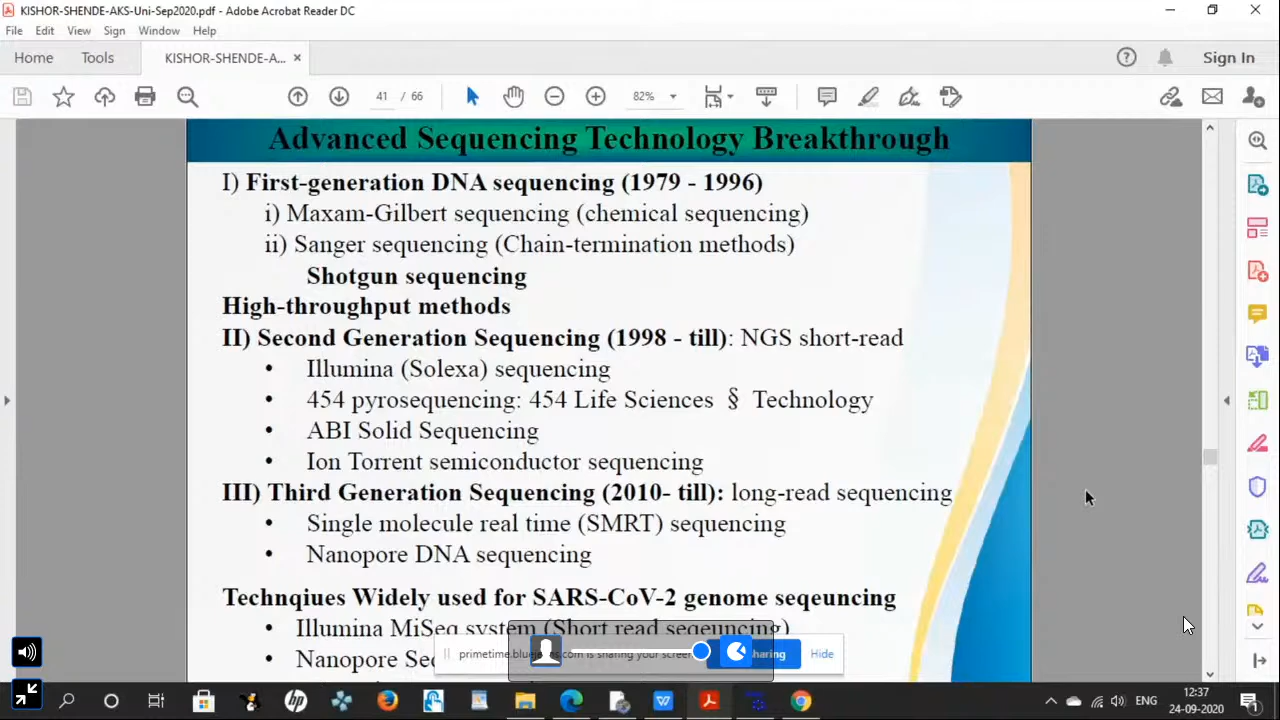 KISHOR-SHENDE-AKS-Uni-Sep2020.pdf - Adobe Acrobat Reader DC
File Edit View Sign Window Help
Home Tools KISHOR-SHENDE-A... × Sign In
41 / 66 82%
Advanced Sequencing Technology Breakthrough
I) First-generation DNA sequencing (1979 - 1996)
i) Maxam-Gilbert sequencing (chemical sequencing)
ii) Sanger sequencing (Chain-termination methods)
Shotgun sequencing
High-throughput methods
II) Second Generation Sequencing (1998 - till): NGS short-read
• Illumina (Solexa) sequencing
• 454 pyrosequencing: 454 Life Sciences § Technology
• ABI Solid Sequencing
• Ion Torrent semiconductor sequencing
III) Third Generation Sequencing (2010- till): long-read sequencing
• Single molecule real time (SMRT) sequencing
• Nanopore DNA sequencing
Technqiues Widely used for SARS-CoV-2 genome seqeuncing
• Illumina MiSeq system (Short read seqeuncing)
• Nanopore
is sharing your screen Hide
ENG
12:37
24-09-2020